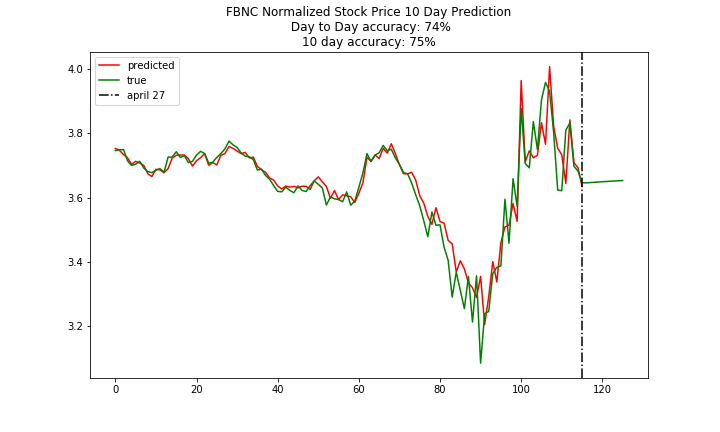 FBNC Normalized Stock Price 10 Day Prediction
Day to Day accuracy: 74%
10 day accuracy: 75%
predicted
true
april 27
4.0
3.8
3.6
3.4
3.2
0 20 40 60 80 100 120